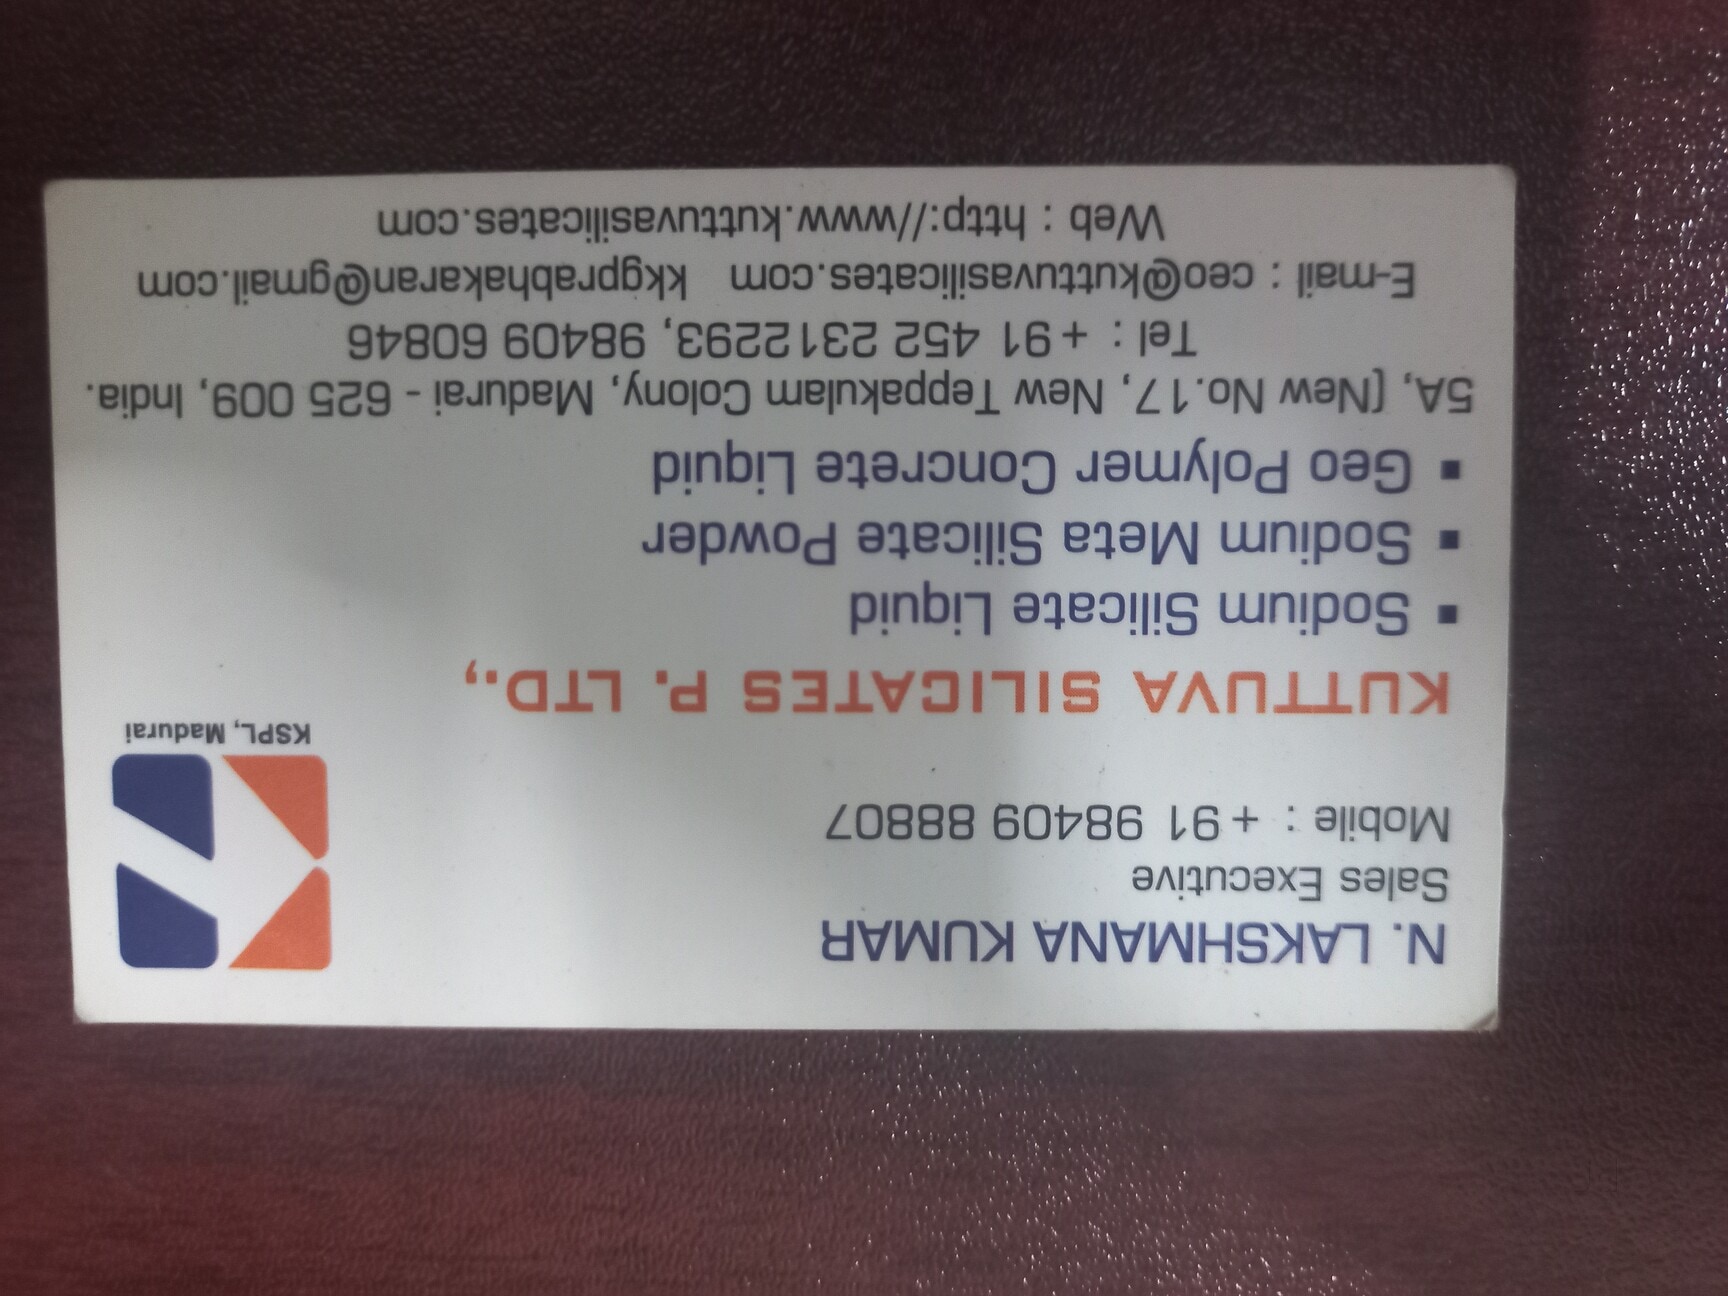 N. LAKSHMANA KUMAR
Sales Executive
Mobile : +91 98409 88807
KSPL, Madurai
KUTTUVA SILICATES P. LTD.,
▪ Sodium Silicate Liquid
▪ Sodium Meta Silicate Powder
▪ Geo Polymer Concrete Liquid
5A, (New No.17, New Teppakulam Colony, Madurai - 625 009, India.
Tel : +91 452 2312293, 98409 60846
E-mail : ceo@kuttuvasilicates.com kkgprabhakaran@gmail.com
Web : http://www.kuttuvasilicates.com